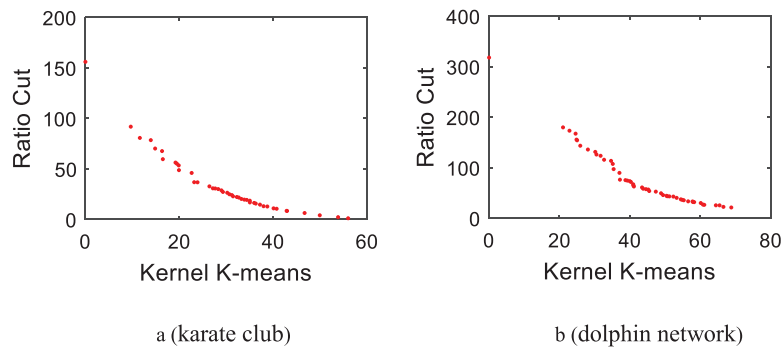 200
150
100
50
0
Ratio Cut
0 20 40 60
Kernel K-means
a (karate club)
400
300
200
100
0
Ratio Cut
0 20 40 60 80
Kernel K-means
b (dolphin network)